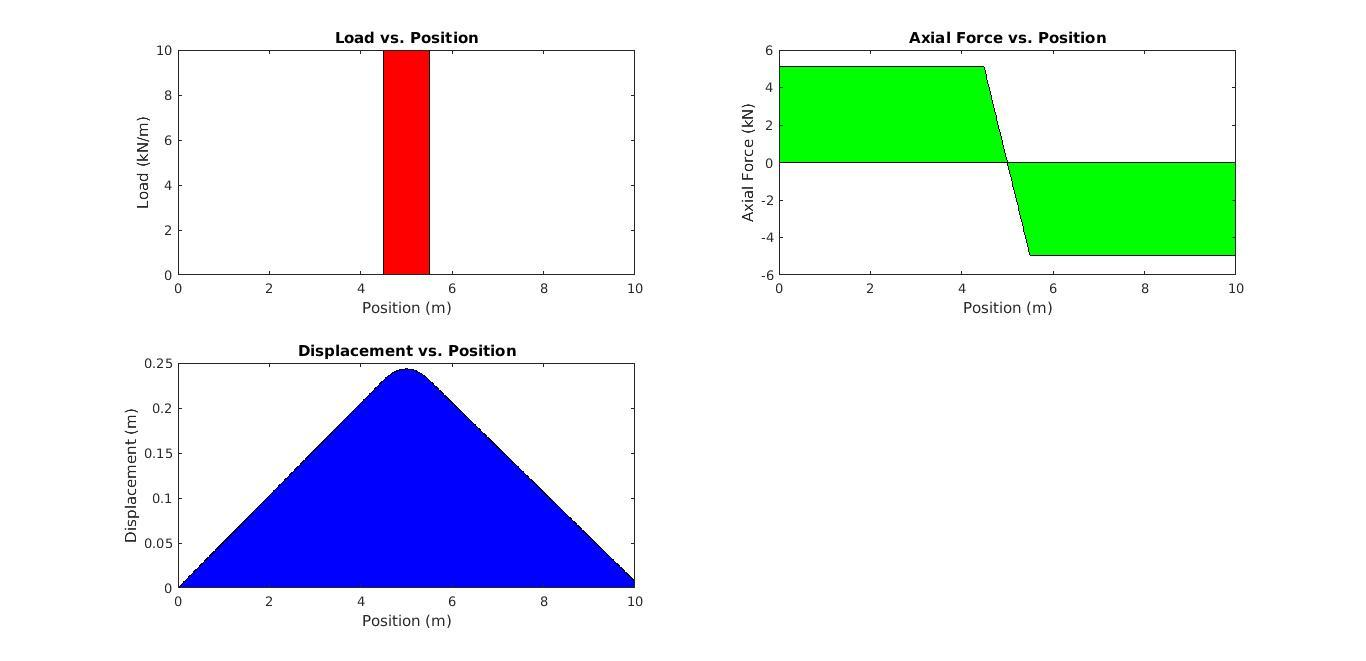 Load vs. Position
10
8
6
4
2
0
Load (kN/m)
0 2 4 6 8 10
Position (m)
Axial Force vs. Position
6
4
2
0
-2
-4
-6
Axial Force (kN)
0 2 4 6 8 10
Position (m)
Displacement vs. Position
0.25
0.2
0.15
0.1
0.05
0
Displacement (m)
0 2 4 6 8 10
Position (m)